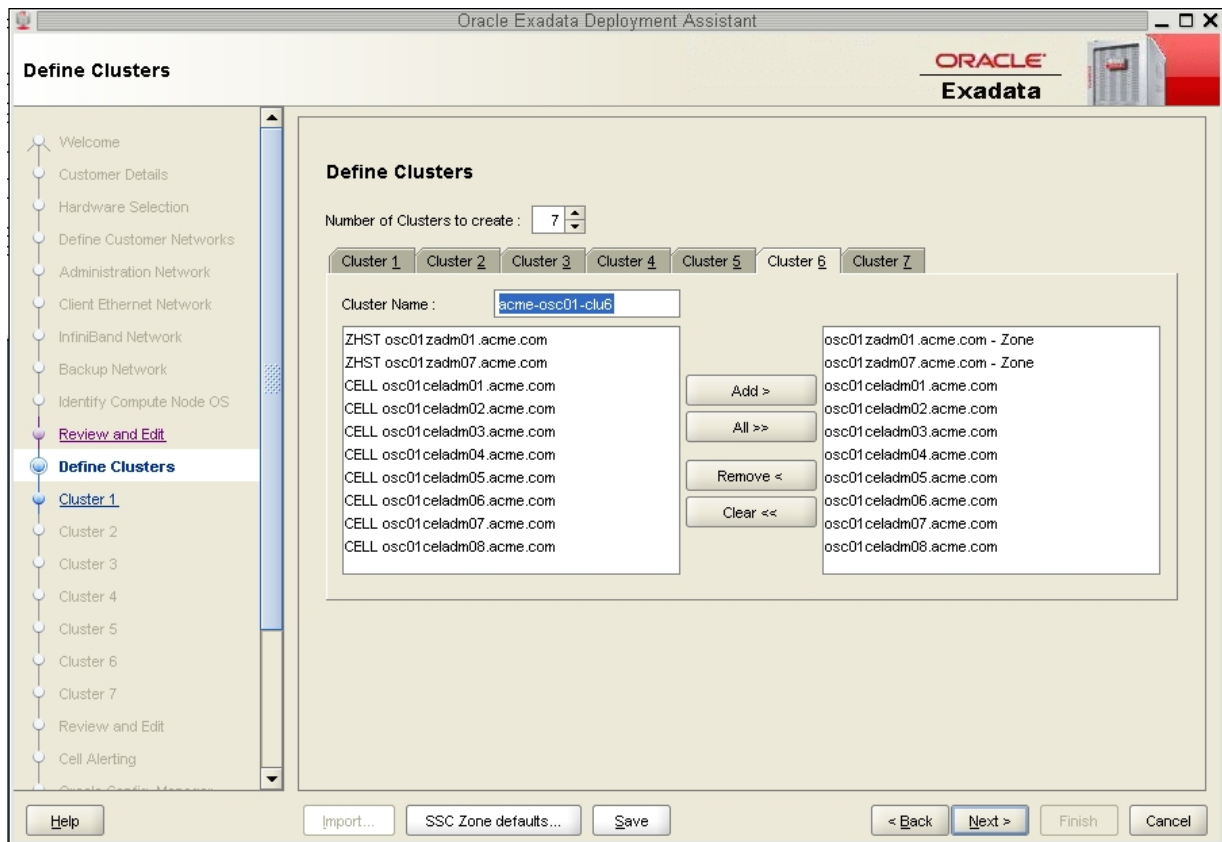 Oracle Exadata Deployment Assistant
Define Clusters
ORACLE
Exadata
Welcome
Customer Details
Hardware Selection
Define Customer Networks
Administration Network
Client Ethernet Network
InfiniBand Network
Backup Network
Identify Compute Node OS
Review and Edit
Define Clusters
Cluster 1
Cluster 2
Cluster 3
Cluster 4
Cluster 5
Cluster 6
Cluster 7
Review and Edit
Cell Alerting
Define Clusters
Number of Clusters to create : 7
Cluster 1 Cluster 2 Cluster 3 Cluster 4 Cluster 5 Cluster 6 Cluster 7
Cluster Name : acme-osc01-clu6
ZHST osc01zadm01.acme.com
ZHST osc01zadm07.acme.com
CELL osc01celadm01.acme.com
CELL osc01celadm02.acme.com
CELL osc01celadm03.acme.com
CELL osc01celadm04.acme.com
CELL osc01celadm05.acme.com
CELL osc01celadm06.acme.com
CELL osc01celadm07.acme.com
CELL osc01celadm08.acme.com
Add >
All >>
Remove <
Clear <<
osc01zadm01.acme.com - Zone
osc01zadm07.acme.com - Zone
osc01celadm01.acme.com
osc01celadm02.acme.com
osc01celadm03.acme.com
osc01celadm04.acme.com
osc01celadm05.acme.com
osc01celadm06.acme.com
osc01celadm07.acme.com
osc01celadm08.acme.com
Help Import... SSC Zone defaults... Save < Back Next > Finish Cancel